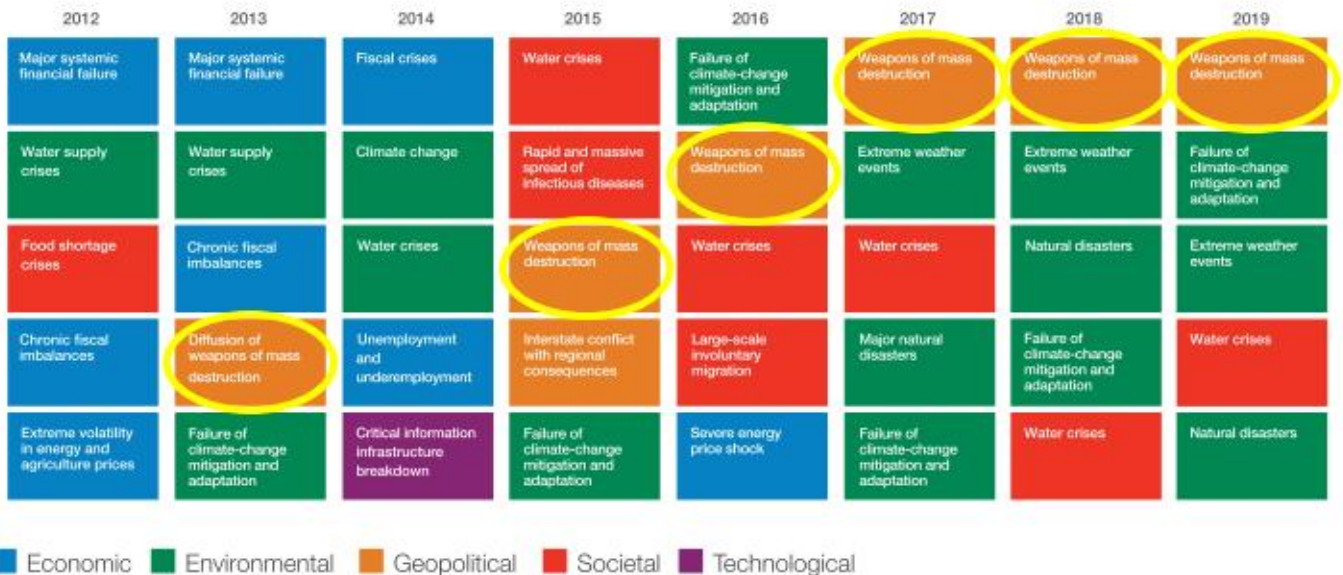 2012 2013 2014 2015 2016 2017 2018 2019
Major systemic
financial failure
Major systemic
financial failure
Fiscal crises
Water crises
Failure of
climate-change
mitigation and
adaptation
Weapons of mass
destruction
Weapons of mass
destruction
Weapons of mass
destruction
Water supply
crises
Water supply
crises
Climate change
Rapid and massive
spread of
infectious diseases
Weapons of mass
destruction
Extreme weather
events
Extreme weather
events
Failure of
climate-change
mitigation and
adaptation
Food shortage
crises
Chronic fiscal
imbalances
Water crises
Weapons of mass
destruction
Water crises
Water crises
Natural disasters
Extreme weather
events
Chronic fiscal
imbalances
Diffusion of
weapons of mass
destruction
Unemployment
and
underemployment
Interstate conflict
with regional
consequences
Large-scale
involuntary
migration
Major natural
disasters
Failure of
climate-change
mitigation and
adaptation
Water crises
Extreme volatility
in energy and
agriculture prices
Failure of
climate-change
mitigation and
adaptation
Critical information
infrastructure
breakdown
Failure of
climate-change
mitigation and
adaptation
Severe energy
price shock
Failure of
climate-change
mitigation and
adaptation
Water crises
Natural disasters
Economic Environmental Geopolitical Societal Technological